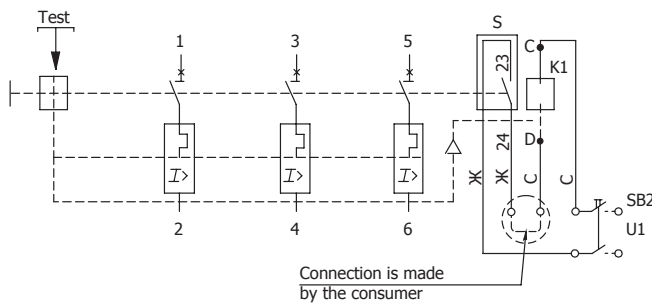 Test
1
3
5
S
C
23
K1
I>
I>
I>
24
D
Ж
Ж
C
C
SB2
U1
2
4
6
Connection is made
by the consumer